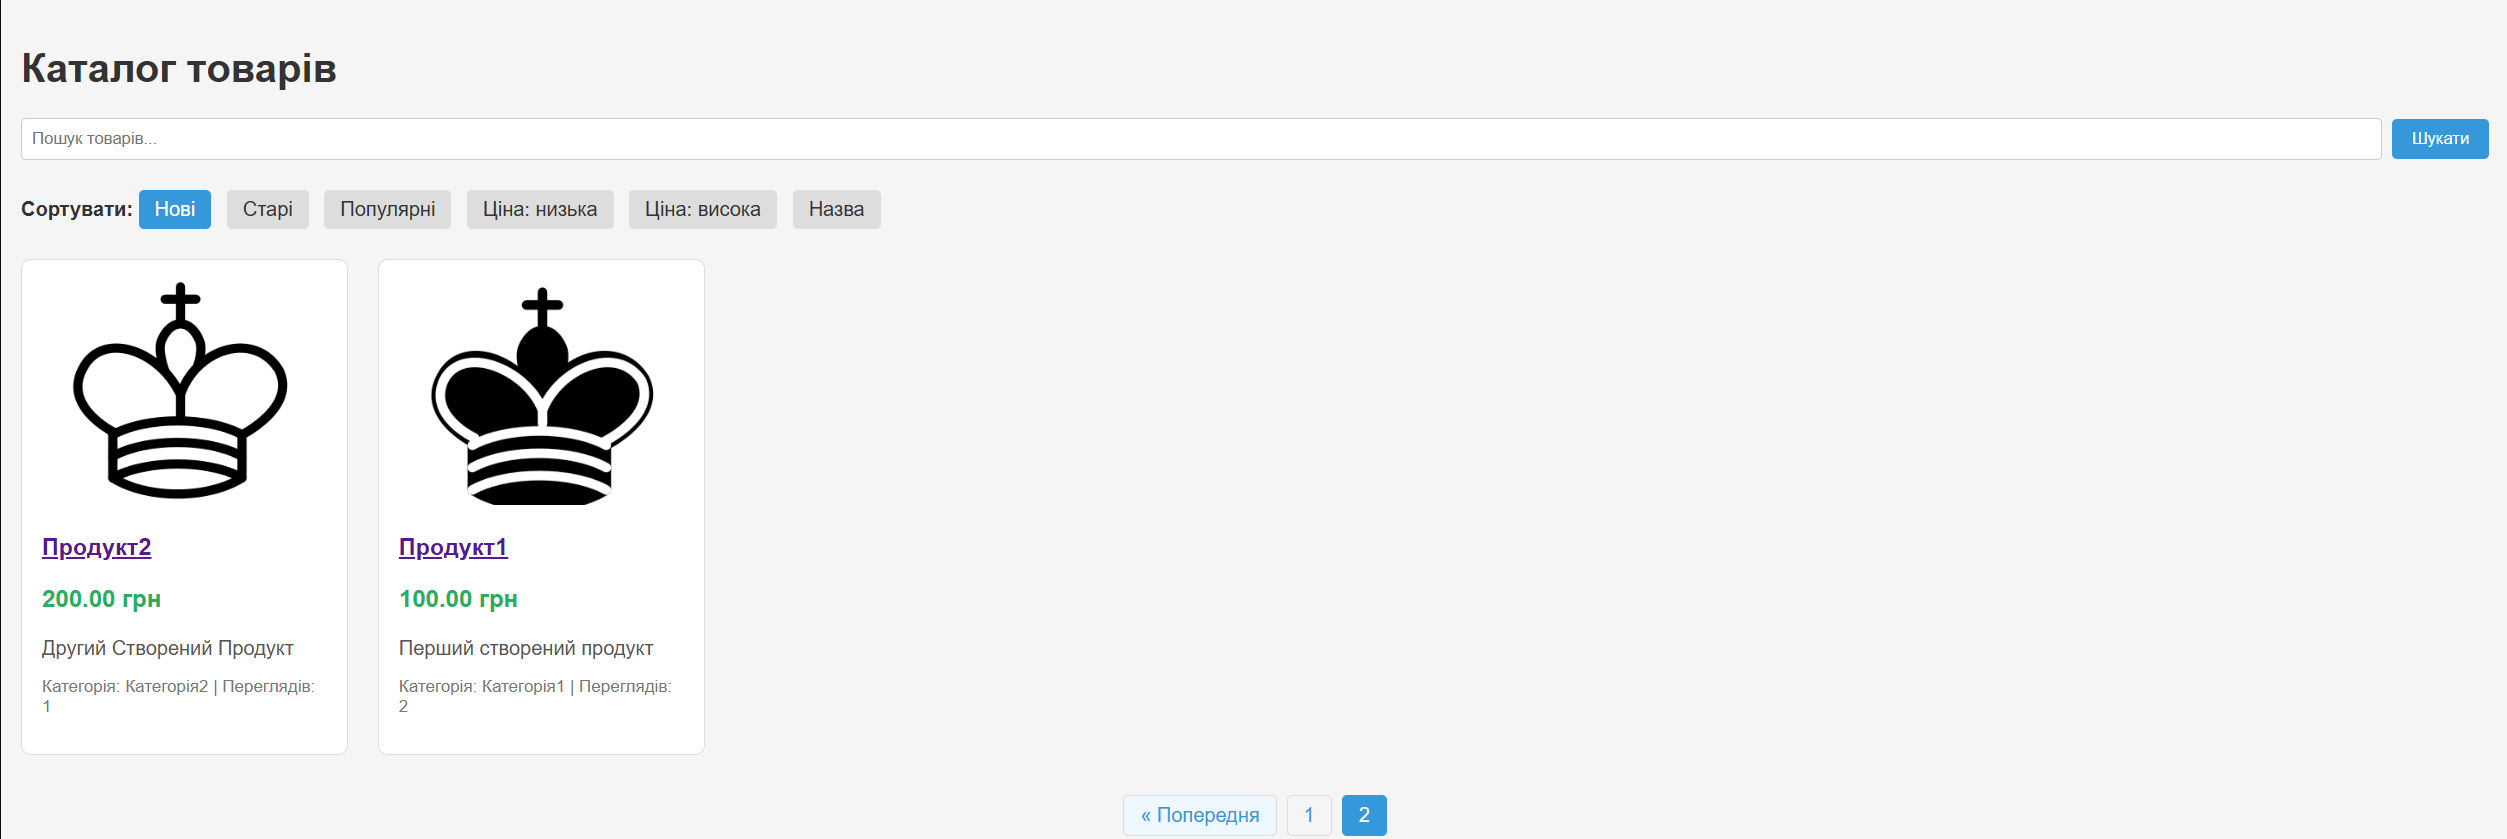 Каталог товарів
Пошук товарів...
Шукати
Сортувати: Нові Старі Популярні Ціна: низька Ціна: висока Назва
Продукт2
200.00 грн
Другий Створений Продукт
Категорія: Категорія2 | Переглядів:
1
Продукт1
100.00 грн
Перший створений продукт
Категорія: Категорія1 | Переглядів:
2
« Попередня 1 2